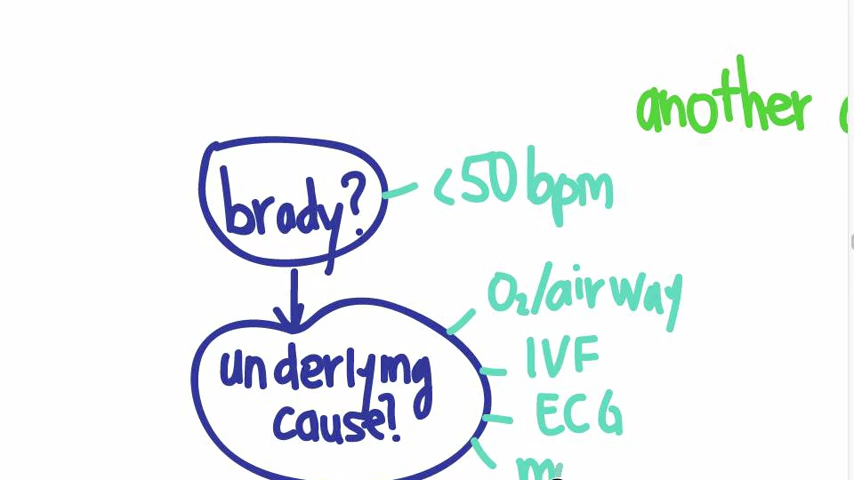 another
brady?
<50 bpm
O₂/airway
underlying
cause?
IVF
ECG